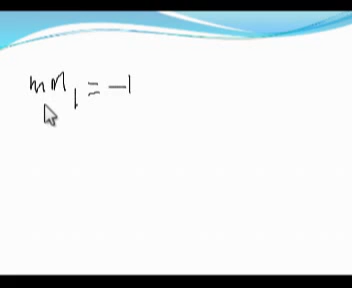 mm₁ = -1